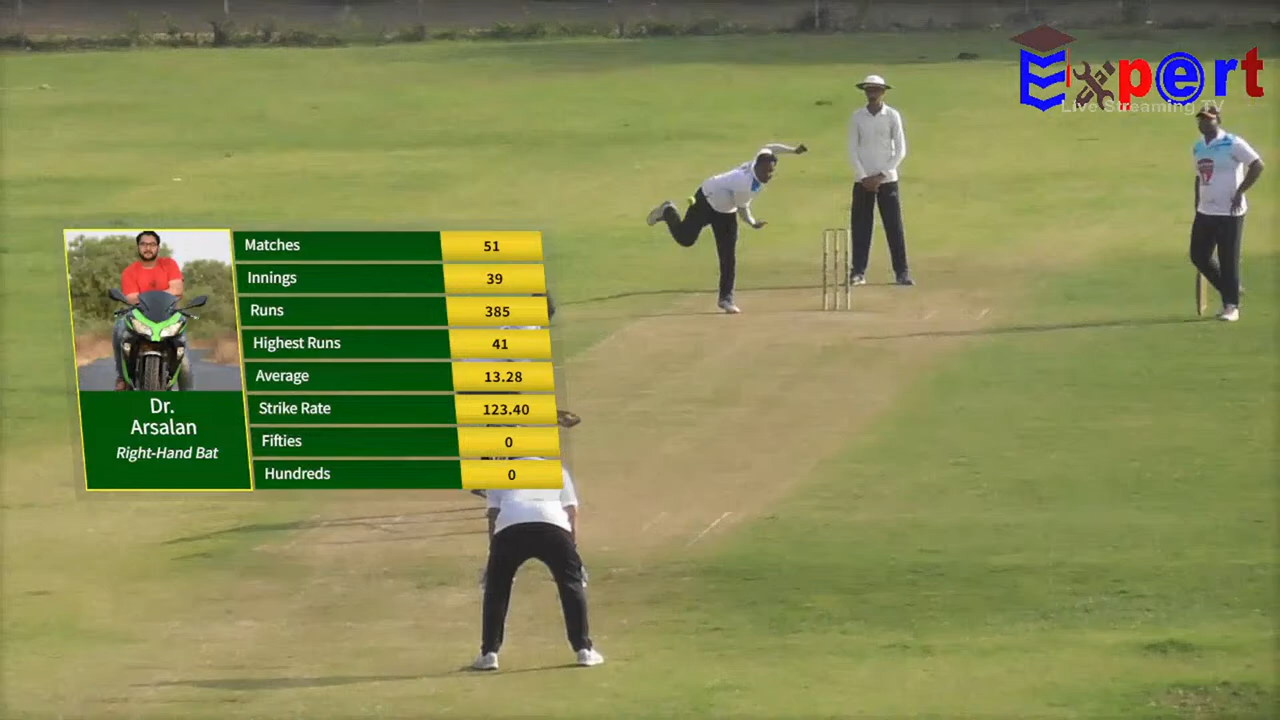 Expert
Live Streaming TV
Matches 51
Innings 39
Runs 385
Highest Runs 41
Average 13.28
Strike Rate 123.40
Fifties 0
Hundreds 0
Dr.
Arsalan
Right-Hand Bat